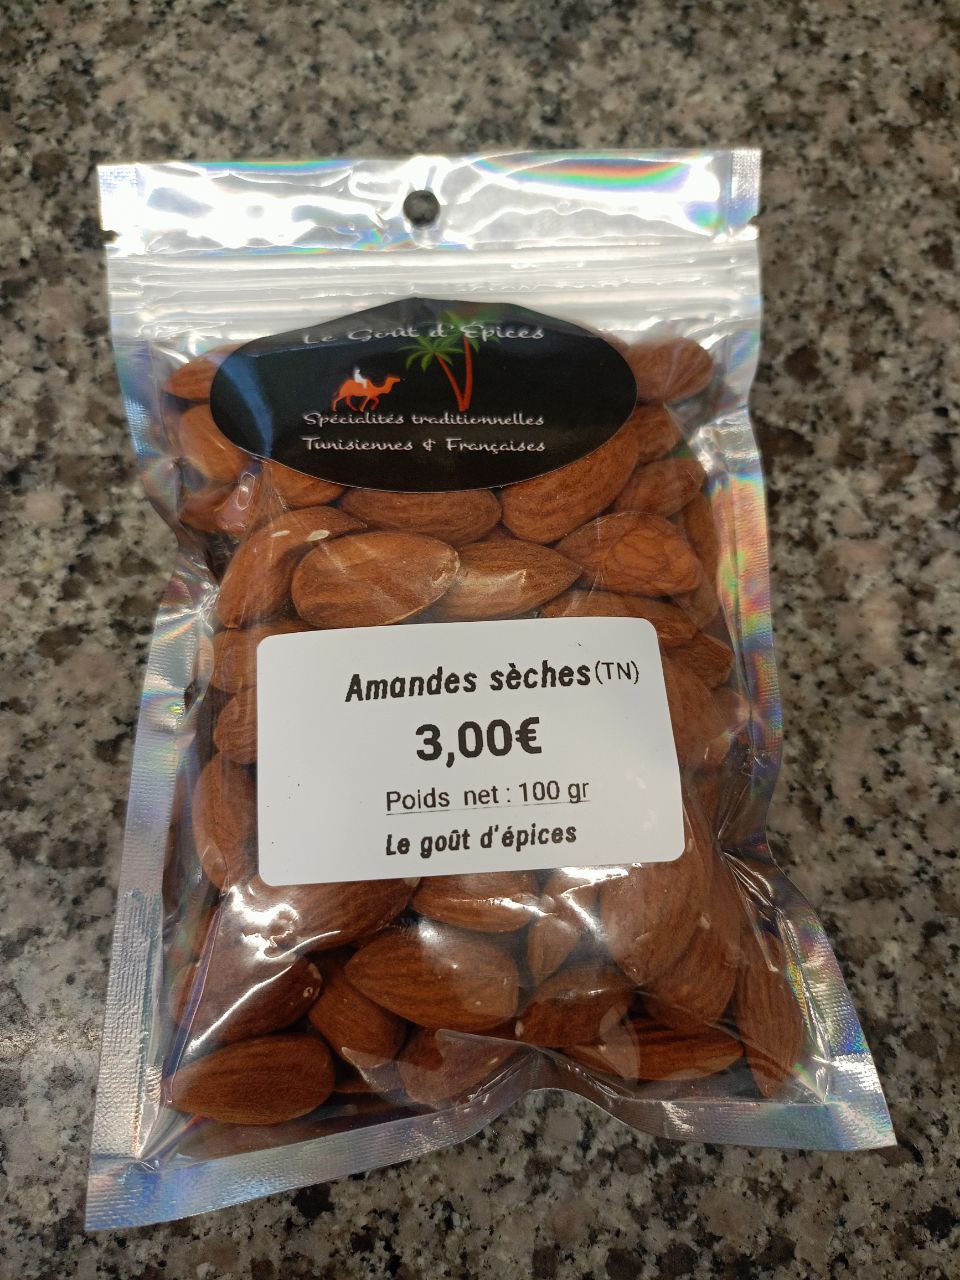 Le Goût d'Épices
Spécialités traditionnelles
Tunisiennes & Françaises
Amandes sèches (TN)
3,00€
Poids net : 100 gr
Le goût d'épices